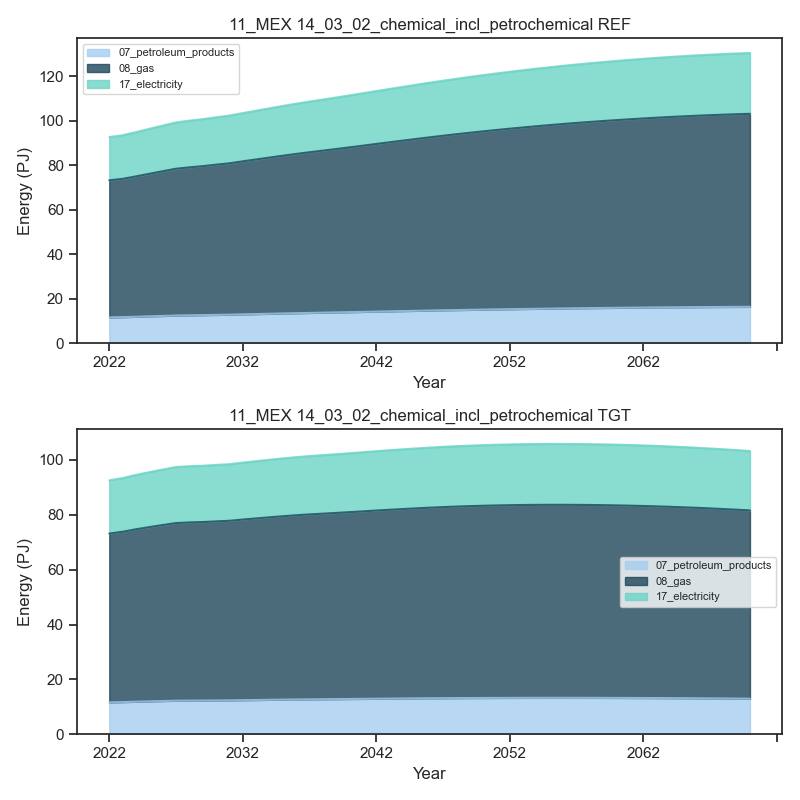 11_MEX 14_03_02_chemical_incl_petrochemical REF
07_petroleum_products
08_gas
17_electricity
Energy (PJ)
120
100
80
60
40
20
0
2022 2032 2042 2052 2062
Year
11_MEX 14_03_02_chemical_incl_petrochemical TGT
Energy (PJ)
100
80
60
40
20
0
07_petroleum_products
08_gas
17_electricity
2022 2032 2042 2052 2062
Year